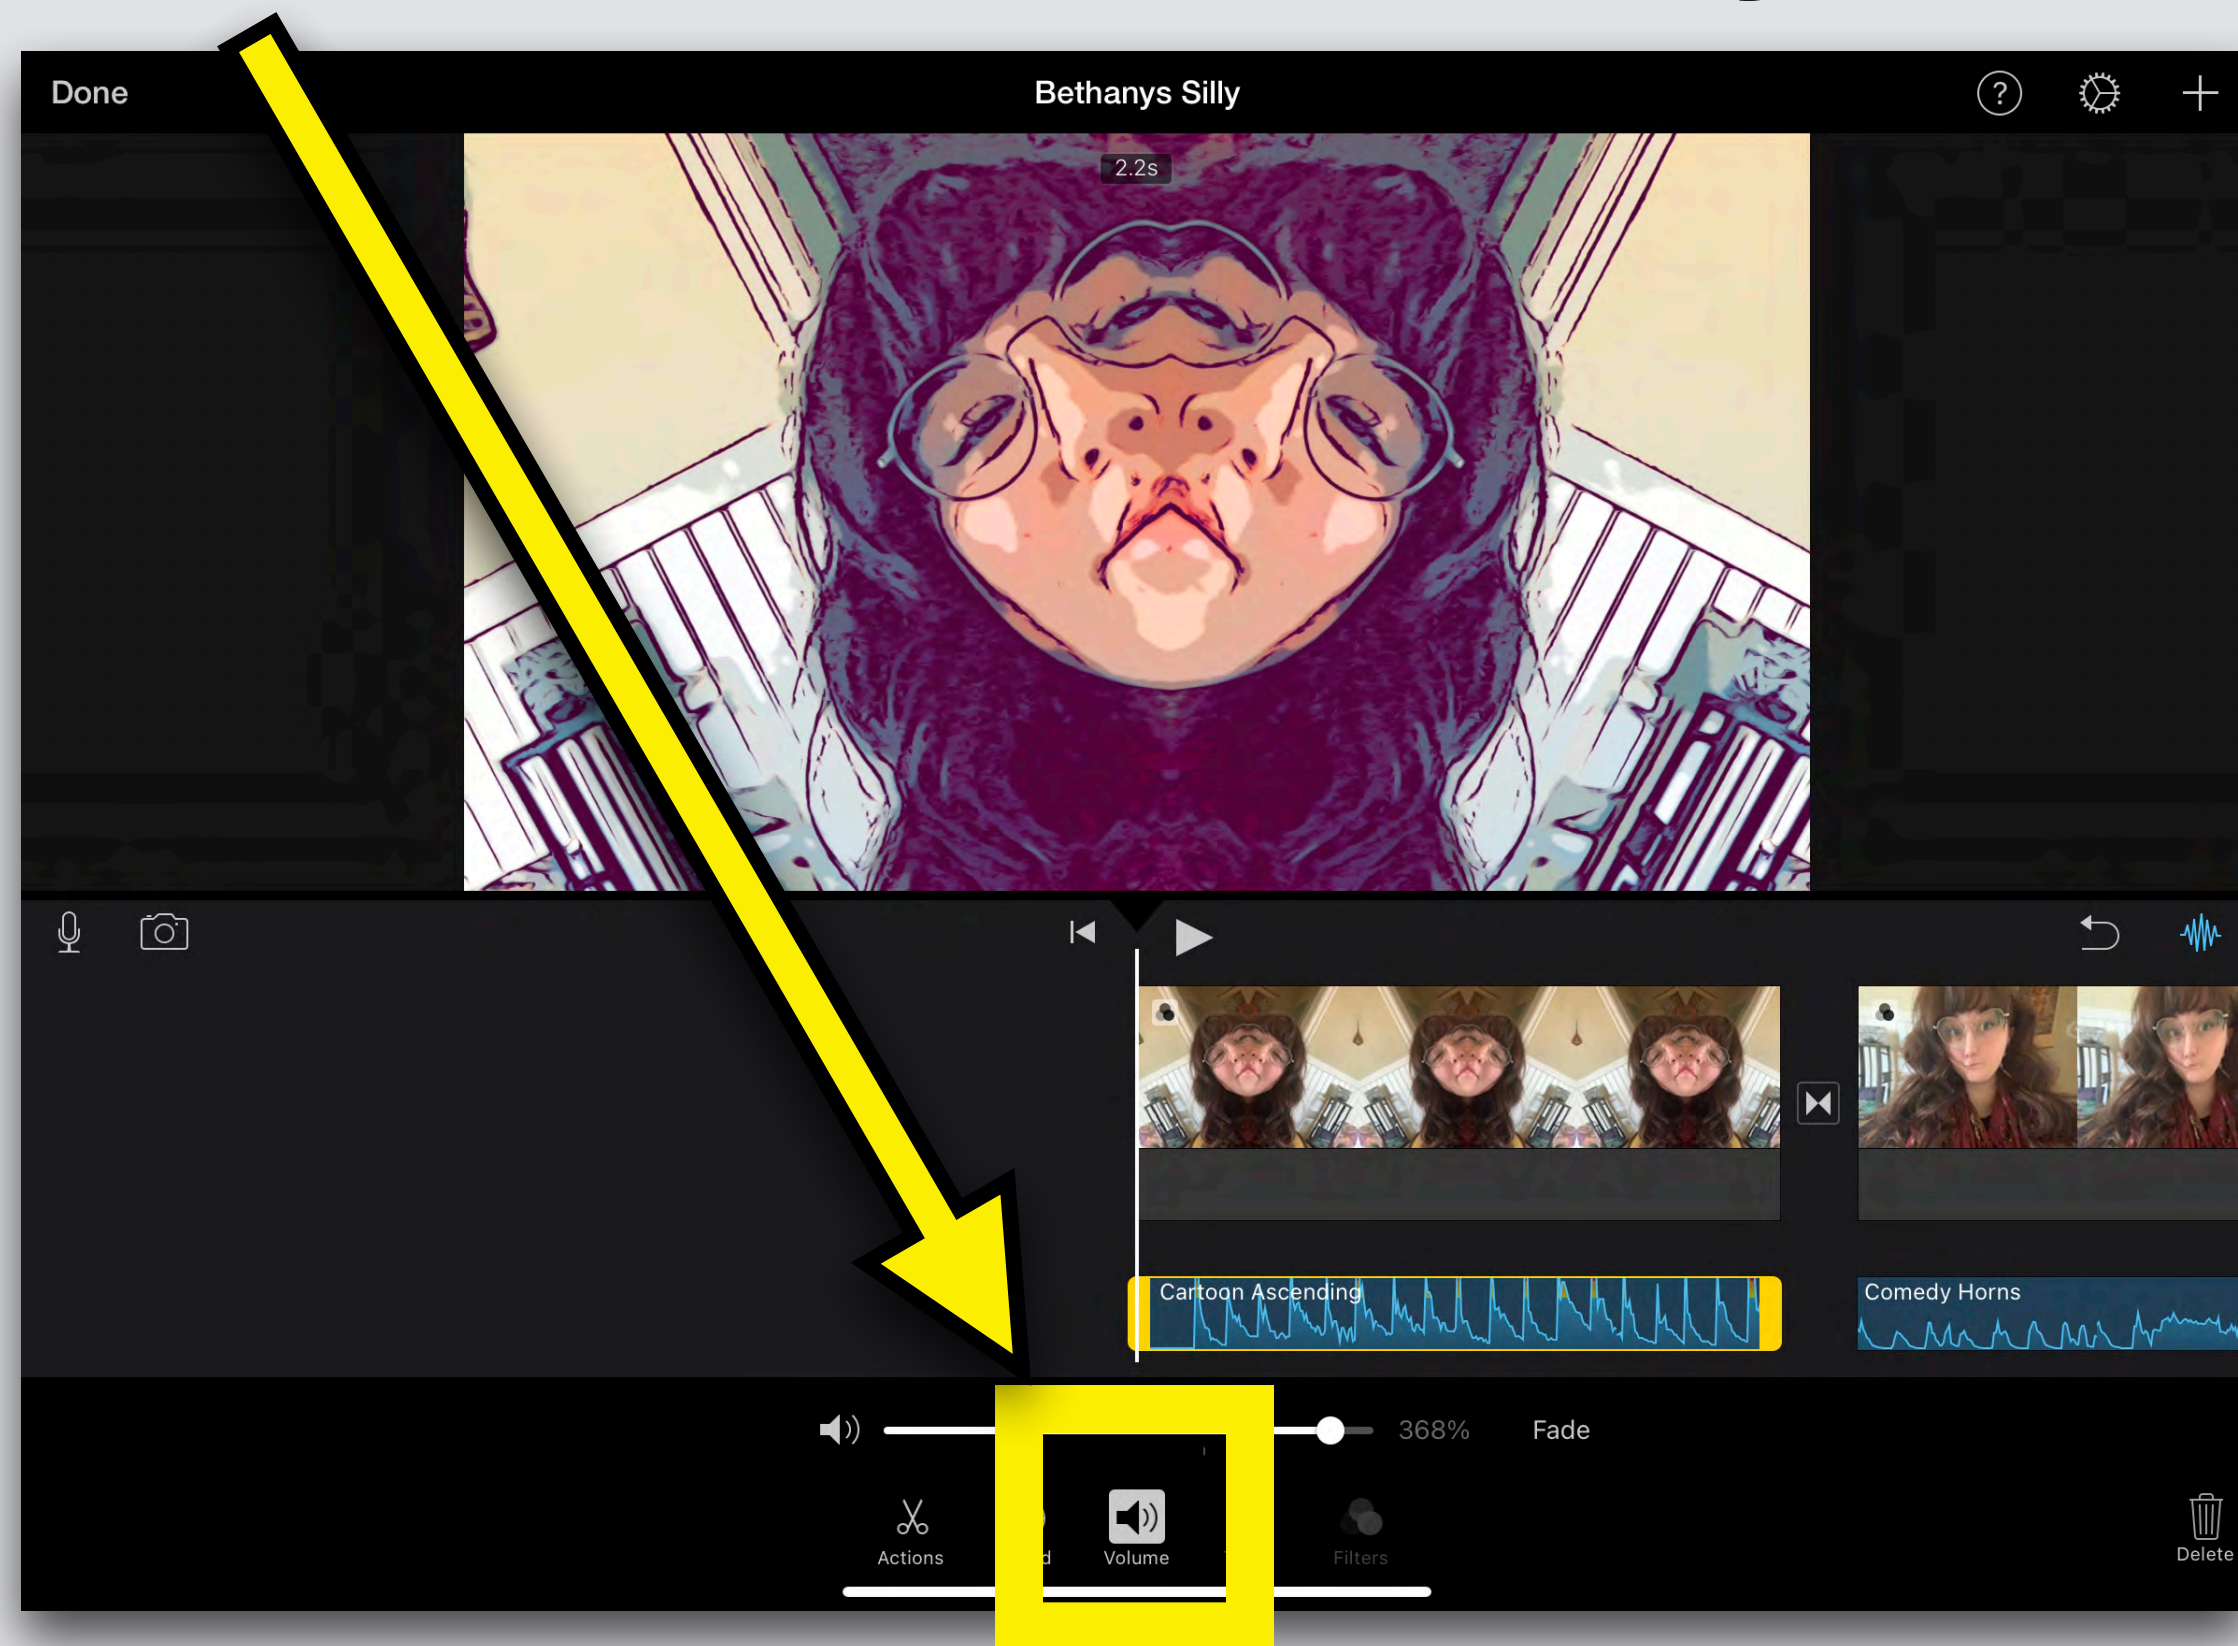 Done
Bethanys Silly
?
2.2s
Cartoon Ascending
Comedy Horns
368%
Fade
Actions
Volume
Filters
Delete